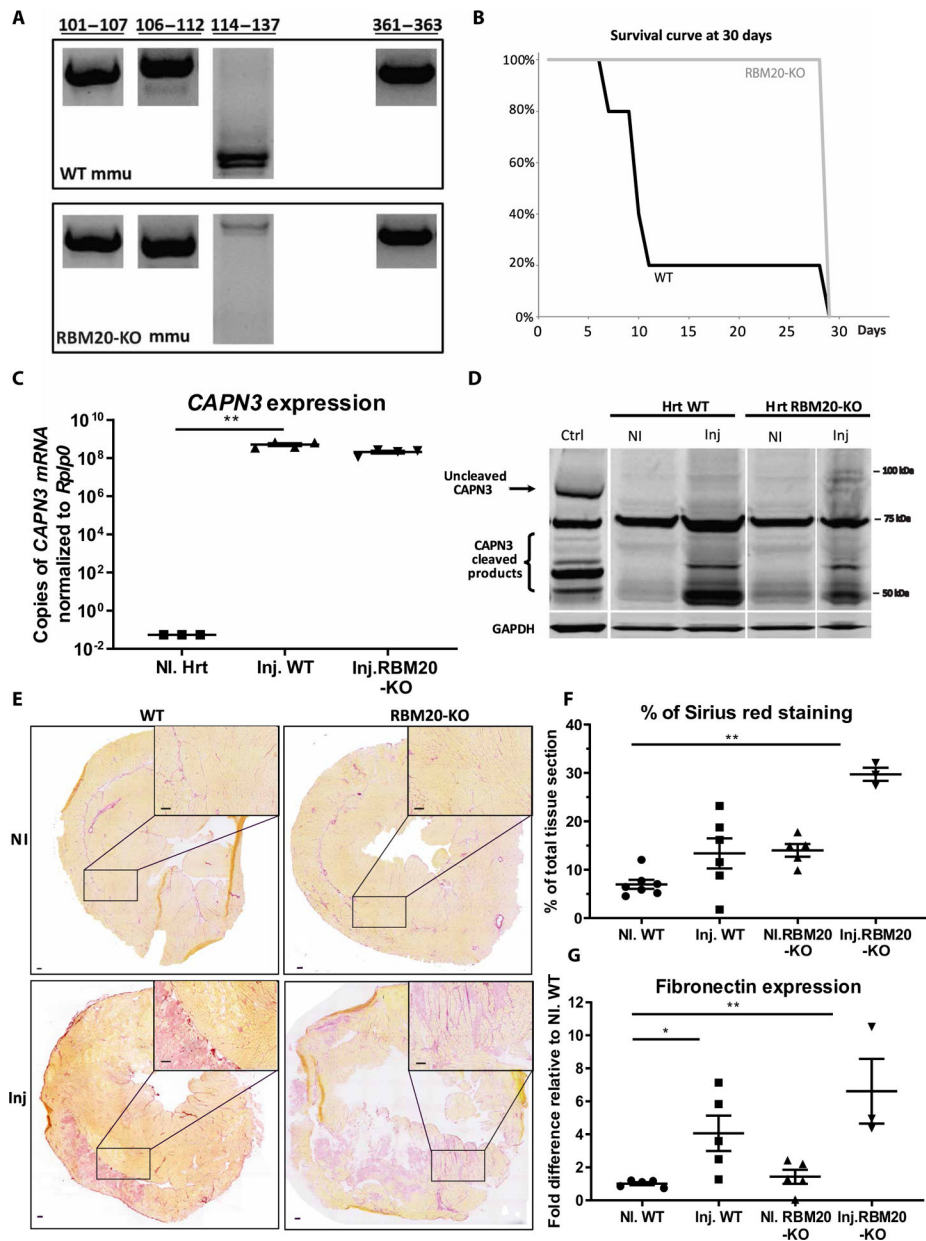 A
101–107 106–112 114–137 361–363
WT mmu
RBM20-KO mmu
B
Survival curve at 30 days
100%
80%
60%
40%
20%
0%
RBM20-KO
WT
0 5 10 15 20 25 30 Days
C
CAPN3 expression
**
Copies of CAPN3 mRNA
normalized to Rplp0
10^10
10^8
10^6
10^4
10^2
10^0
10^-2
NI. Hrt
Inj. WT
Inj.RBM20
-KO
D
Hrt WT Hrt RBM20-KO
Ctrl NI Inj NI Inj
Uncleaved
CAPN3
CAPN3
cleaved
products
GAPDH
100 kDa
75 kDa
50 kDa
E
WT RBM20-KO
NI
Inj
F
% of Sirius red staining
**
% of total tissue section
40
30
20
10
0
NI. WT
Inj. WT
NI.RBM20
-KO
Inj.RBM20
-KO
G
Fibronectin expression
**
*
Fold difference relative to NI. WT
12
10
8
6
4
2
0
NI. WT
Inj. WT
NI. RBM20
-KO
Inj.RBM20
-KO